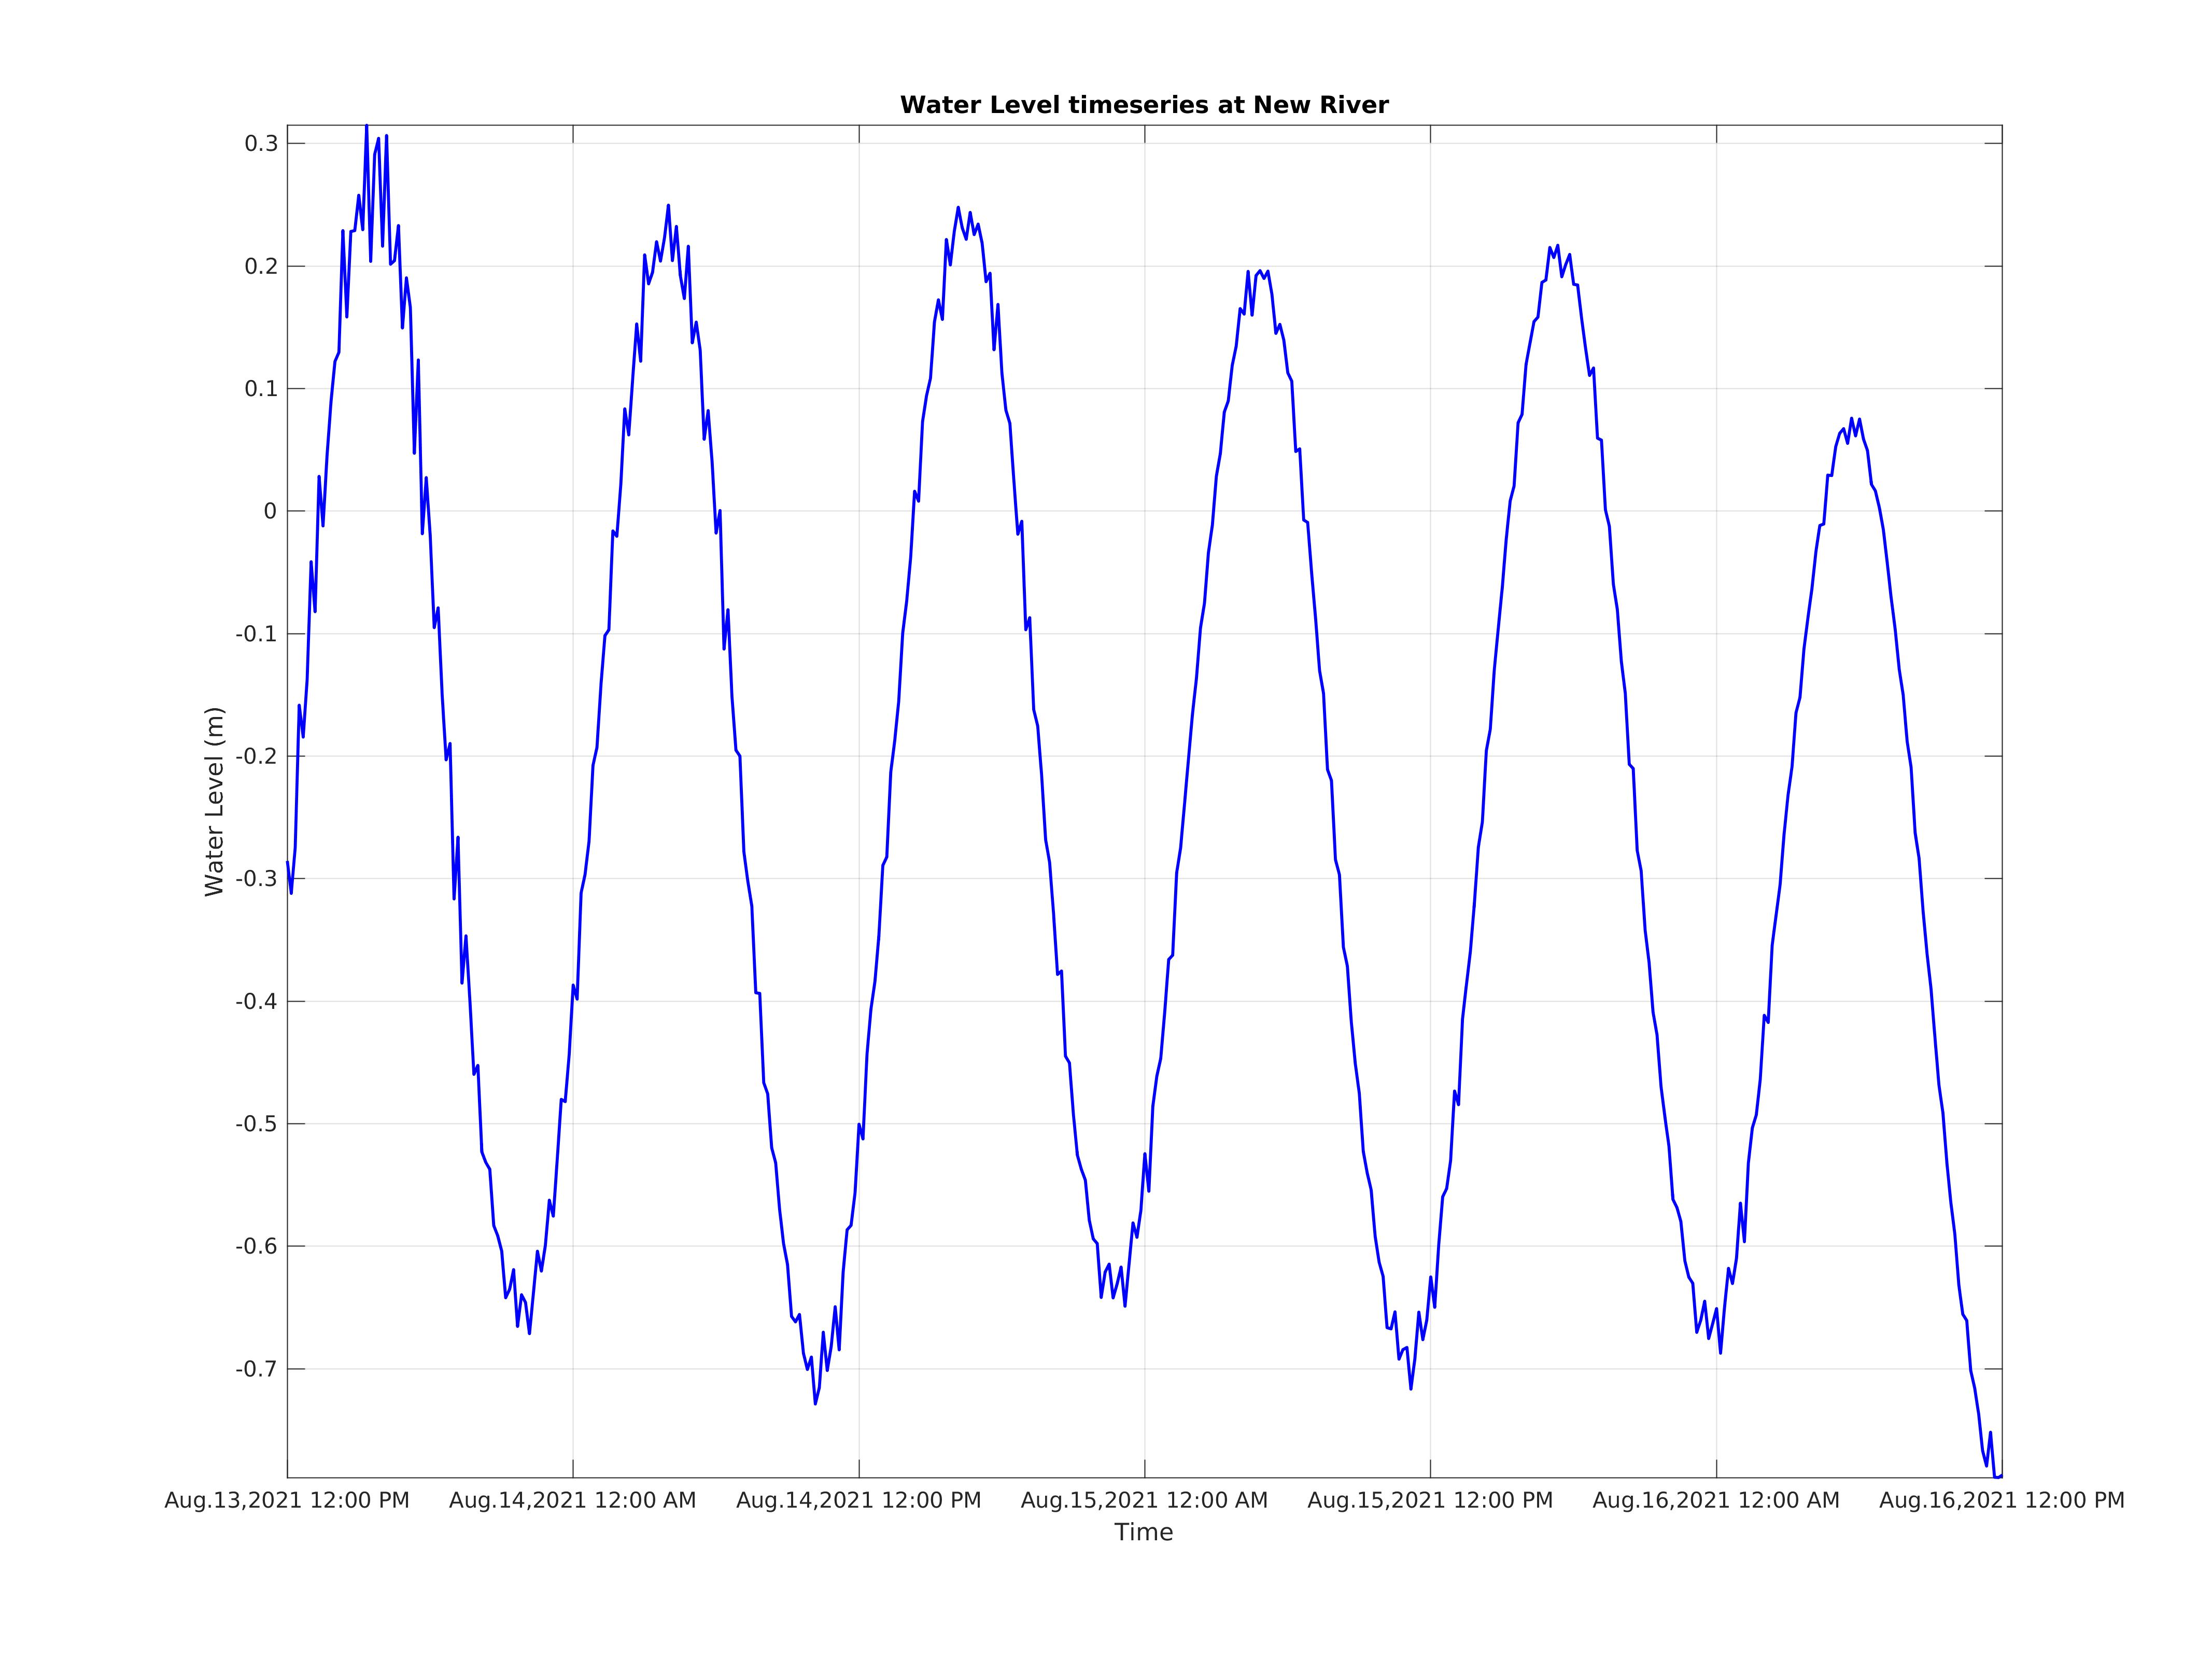 Water Level timeseries at New River
0.3
0.2
0.1
0
-0.1
-0.2
-0.3
-0.4
-0.5
-0.6
-0.7
Water Level (m)
Aug.13,2021 12:00 PM Aug.14,2021 12:00 AM Aug.14,2021 12:00 PM Aug.15,2021 12:00 AM Aug.15,2021 12:00 PM Aug.16,2021 12:00 AM Aug.16,2021 12:00 PM
Time